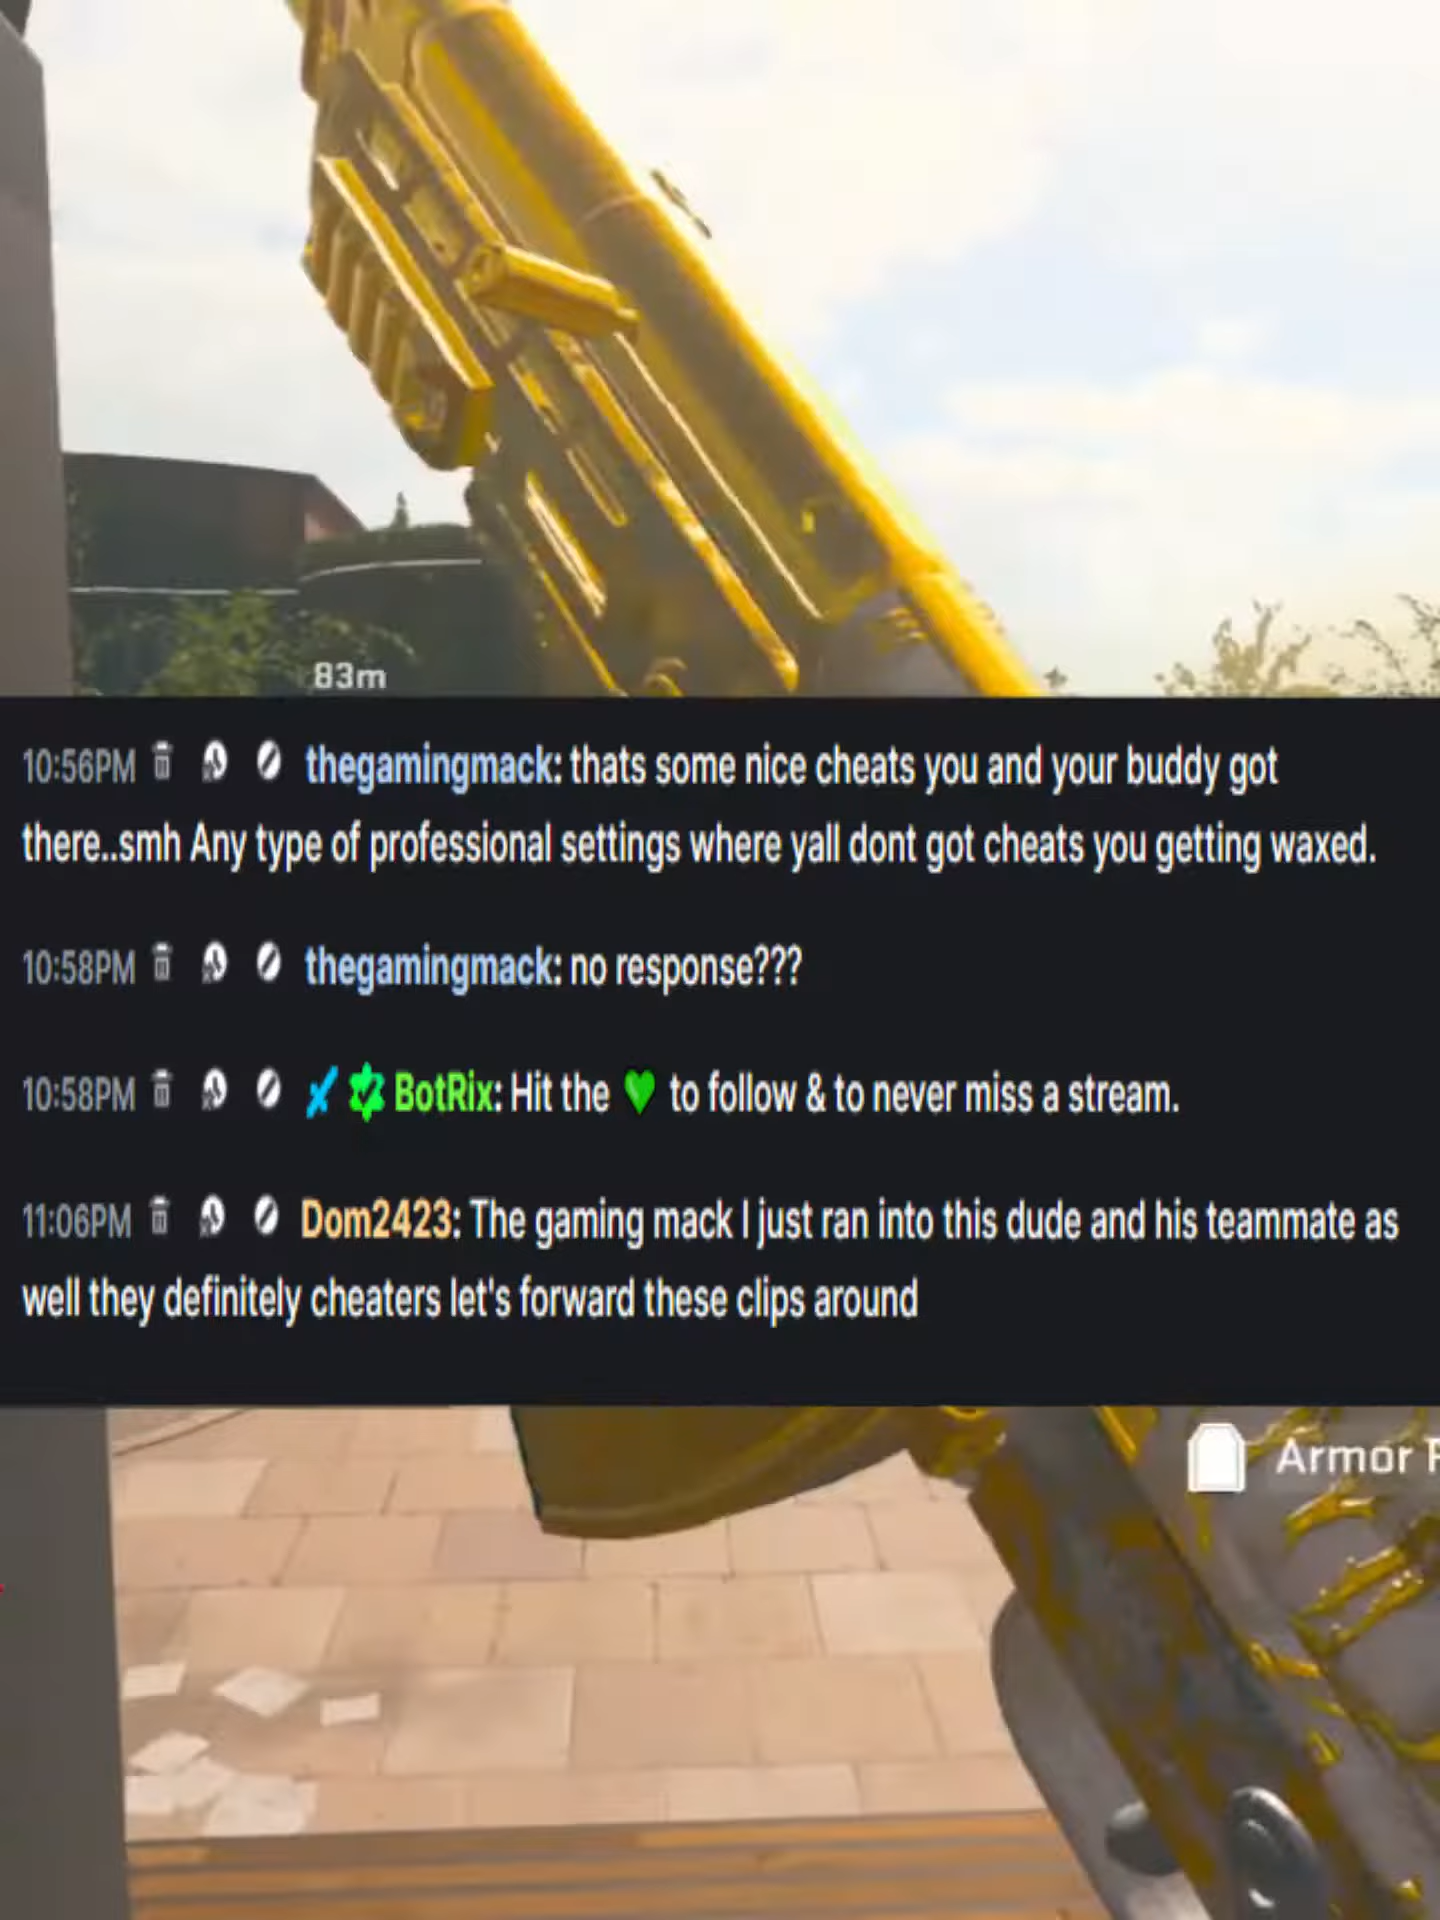 83m
10:56PM thegamingmack: thats some nice cheats you and your buddy got
there..smh Any type of professional settings where yall dont got cheats you getting waxed.
10:58PM thegamingmack: no response???
10:58PM BotRix: Hit the 💚 to follow & to never miss a stream.
11:06PM Dom2423: The gaming mack I just ran into this dude and his teammate as
well they definitely cheaters let's forward these clips around
Armor